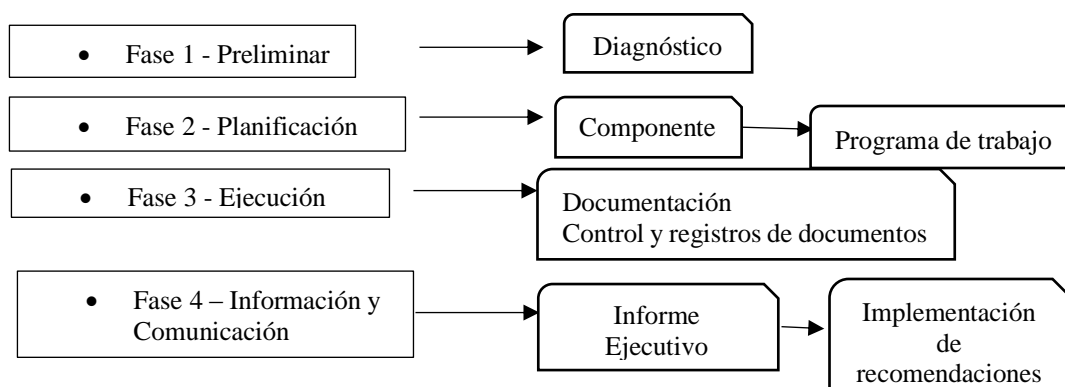 • Fase 1 - Preliminar
Diagnóstico
• Fase 2 - Planificación
Componente
Programa de trabajo
• Fase 3 - Ejecución
Documentación
Control y registros de documentos
• Fase 4 – Información y
Comunicación
Informe
Ejecutivo
Implementación
de
recomendaciones